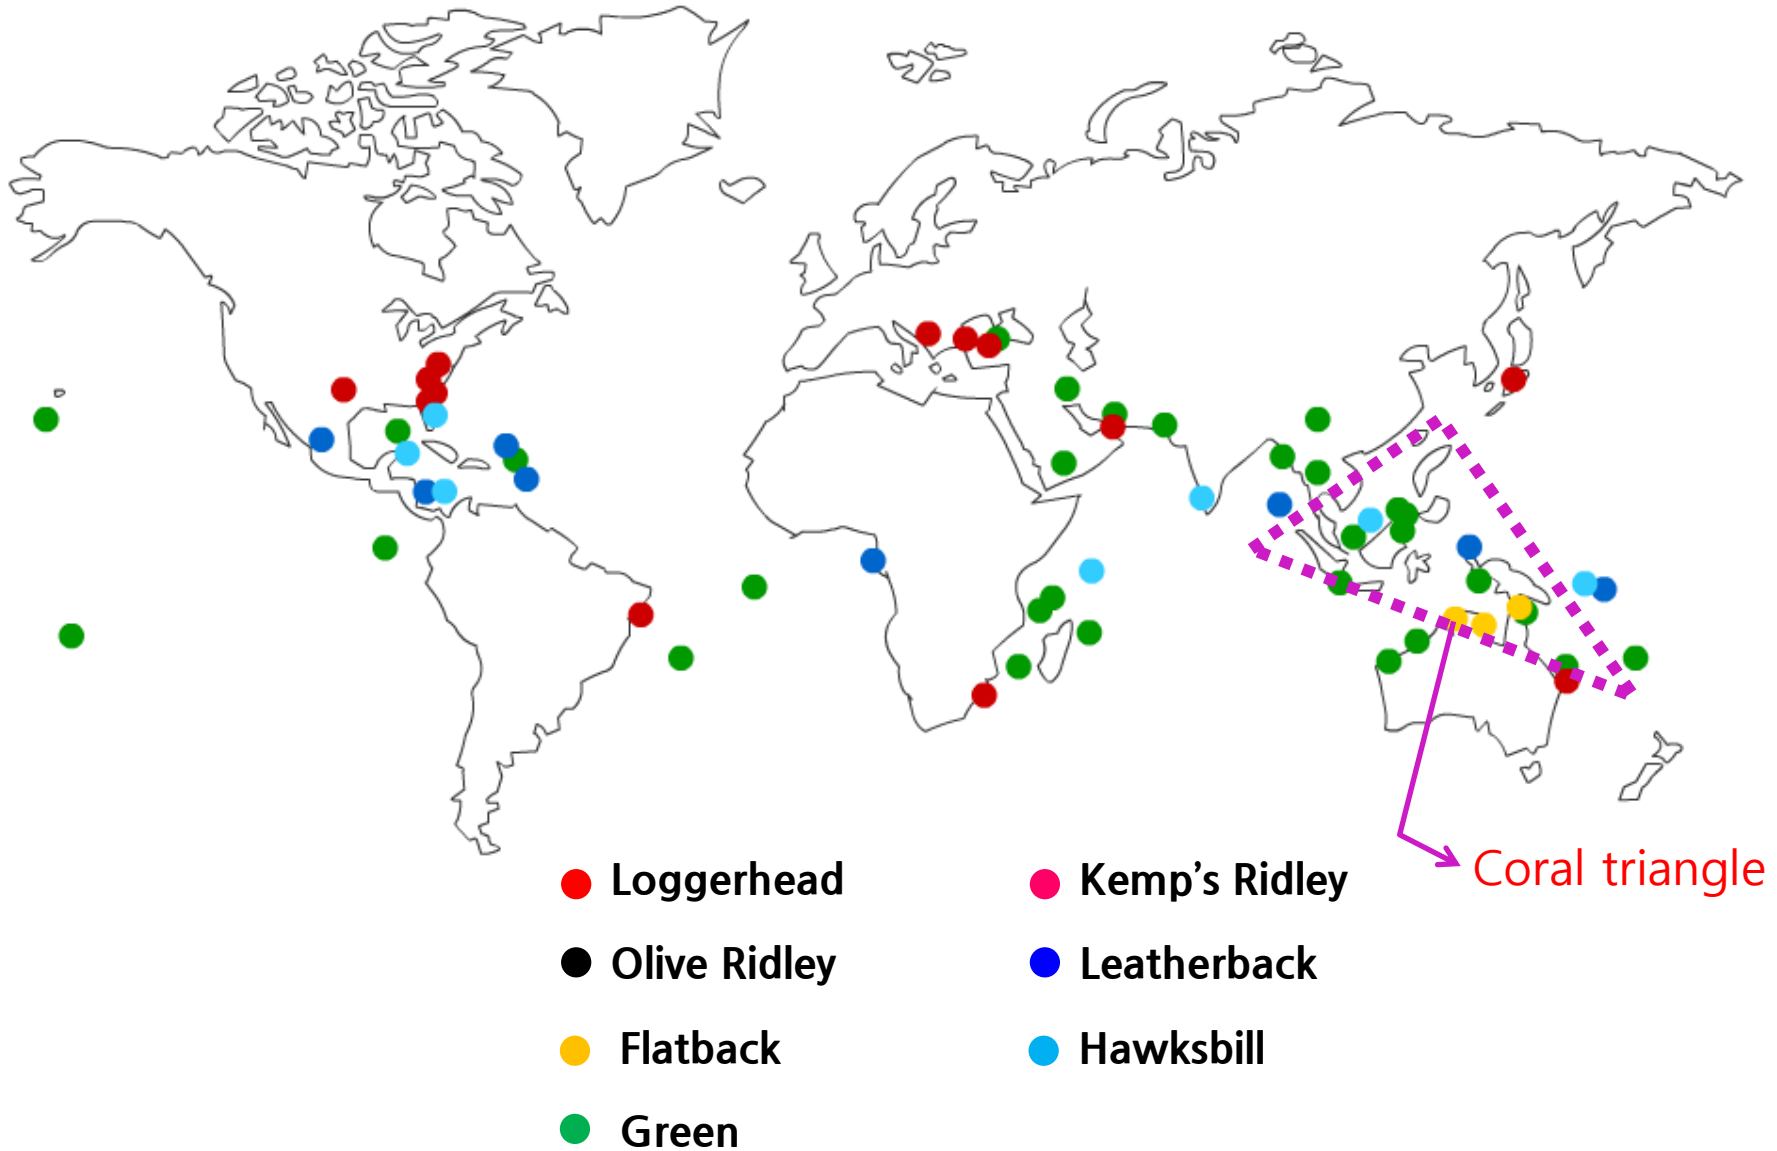 Loggerhead
Kemp's Ridley
Coral triangle
Olive Ridley
Leatherback
Flatback
Hawksbill
Green